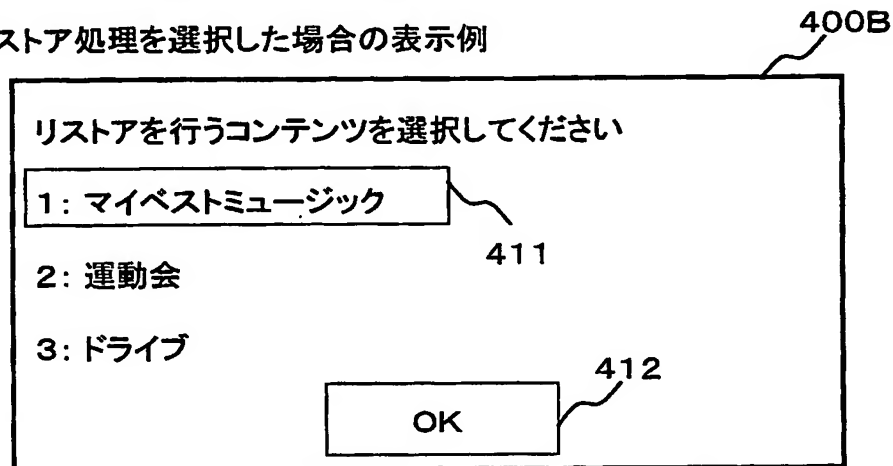 ストア処理を選択した場合の表示例
400B
リストアを行うコンテンツを選択してください
1: マイベストミュージック
411
2: 運動会
3: ドライブ
412
OK